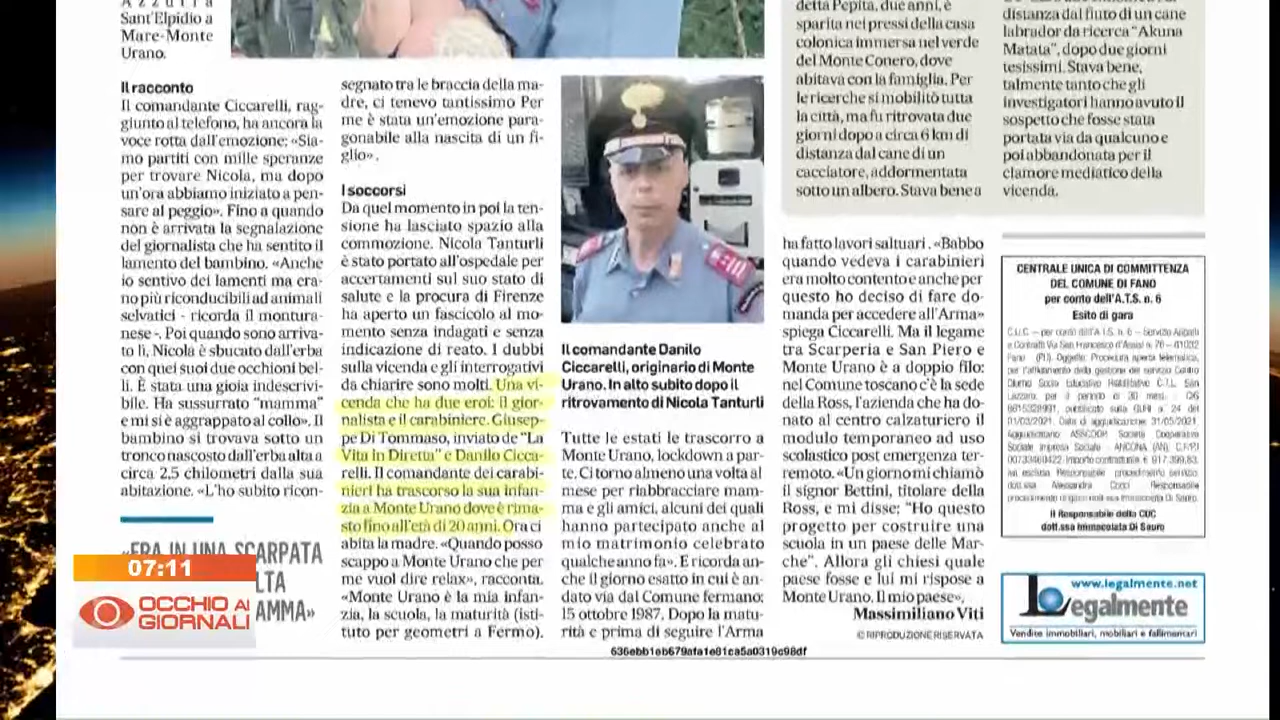 Azzurra
Sant'Elpidio a
Mare-Monte
Urano.
Il racconto
Il comandante Ciccarelli, rag-
giunto al telefono, ha ancora la
voce rotta dall'emozione: «Sia-
mo partiti con mille speranze
per trovare Nicola, ma dopo
un'ora abbiamo iniziato a pen-
sare al peggio». Fino a quando
non è arrivata la segnalazione
del giornalista che ha sentito il
lamento del bambino. «Anche
io sentivo dei lamenti ma era-
no più riconducibili ad animali
selvatici - ricorda il montura-
nese -. Poi quando sono arriva-
to lì, Nicola è sbucato dall'erba
con quei suoi due occhioni bel-
li. È stata una gioia indescrivi-
bile. Ha sussurrato "mamma"
e mi si è aggrappato al collo». Il
bambino si trovava sotto un
tronco nascosto dall'erba alta a
circa 2,5 chilometri dalla sua
abitazione. «L'ho subito ricon-
«ERA IN UNA SCARPATA
LTA
AMMA»
07:11
OCCHIO AI
GIORNALI
segnato tra le braccia della ma-
dre, ci tenevo tantissimo Per
me è stata un'emozione para-
gonabile alla nascita di un fi-
glio».
I soccorsi
Da quel momento in poi la ten-
sione ha lasciato spazio alla
commozione. Nicola Tanturli
è stato portato all'ospedale per
accertamenti sul suo stato di
salute e la procura di Firenze
ha aperto un fascicolo al mo-
mento senza indagati e senza
indicazione di reato. I dubbi
sulla vicenda e gli interrogativi
da chiarire sono molti. Una vi-
cenda che ha due eroi: il gior-
nalista e il carabiniere. Giusep-
pe Di Tommaso, inviato de "La
Vita in Diretta" e Danilo Cicca-
relli. Il comandante dei carabi-
nieri ha trascorso la sua infan-
zia a Monte Urano dove è rima-
sto fino all'età di 20 anni. Ora ci
abita la madre. «Quando posso
scappo a Monte Urano che per
me vuol dire relax», racconta.
«Monte Urano è la mia infan-
zia, la scuola, la maturità (isti-
tuto per geometri a Fermo).
Il comandante Danilo
Ciccarelli, originario di Monte
Urano. In alto subito dopo il
ritrovamento di Nicola Tanturli
Tutte le estati le trascorro a
Monte Urano, lockdown a par-
te. Ci torno almeno una volta al
mese per riabbracciare mam-
ma e gli amici, alcuni dei quali
hanno partecipato anche al
mio matrimonio celebrato
qualche anno fa». E ricorda an-
che il giorno esatto in cui è an-
dato via dal Comune fermano:
15 ottobre 1987. Dopo la matu-
rità e prima di seguire l'Arma
detta Pepita, due anni, è
sparita nei pressi della casa
colonica immersa nel verde
del Monte Conero, dove
abitava con la famiglia. Per
le ricerche si mobilitò tutta
la città, ma fu ritrovata due
giorni dopo a circa 6 km di
distanza dal cane di un
cacciatore, addormentata
sotto un albero. Stava bene a
distanza dal fiuto di un cane
labrador da ricerca "Akuna
Matata", dopo due giorni
tesissimi. Stava bene,
talmente tanto che gli
investigatori hanno avuto il
sospetto che fosse stata
portata via da qualcuno e
poi abbandonata per il
clamore mediatico della
vicenda.
ha fatto lavori saltuari . «Babbo
quando vedeva i carabinieri
era molto contento e anche per
questo ho deciso di fare do-
manda per accedere all'Arma»
spiega Ciccarelli. Ma il legame
tra Scarperia e San Piero e
Monte Urano è a doppio filo:
nel Comune toscano c'è la sede
della Ross, l'azienda che ha do-
nato al centro calzaturiero il
modulo temporaneo ad uso
scolastico post emergenza ter-
remoto. «Un giorno mi chiamò
il signor Bettini, titolare della
Ross, e mi disse: "Ho questo
progetto per costruire una
scuola in un paese delle Mar-
che". Allora gli chiesi quale
paese fosse e lui mi rispose a
Monte Urano. Il mio paese».
Massimiliano Viti
© RIPRODUZIONE RISERVATA
CENTRALE UNICA DI COMMITTENZA
DEL COMUNE DI FANO
per conto dell'A.T.S. n. 6
Esito di gara
Il Responsabile della CUC
dott.ssa Immacolata Di Sauro
www.legalmente.net
Legalmente
Vendite immobiliari, mobiliari e fallimentari
636ebb1eb679afa1e81ca5a0319c98df